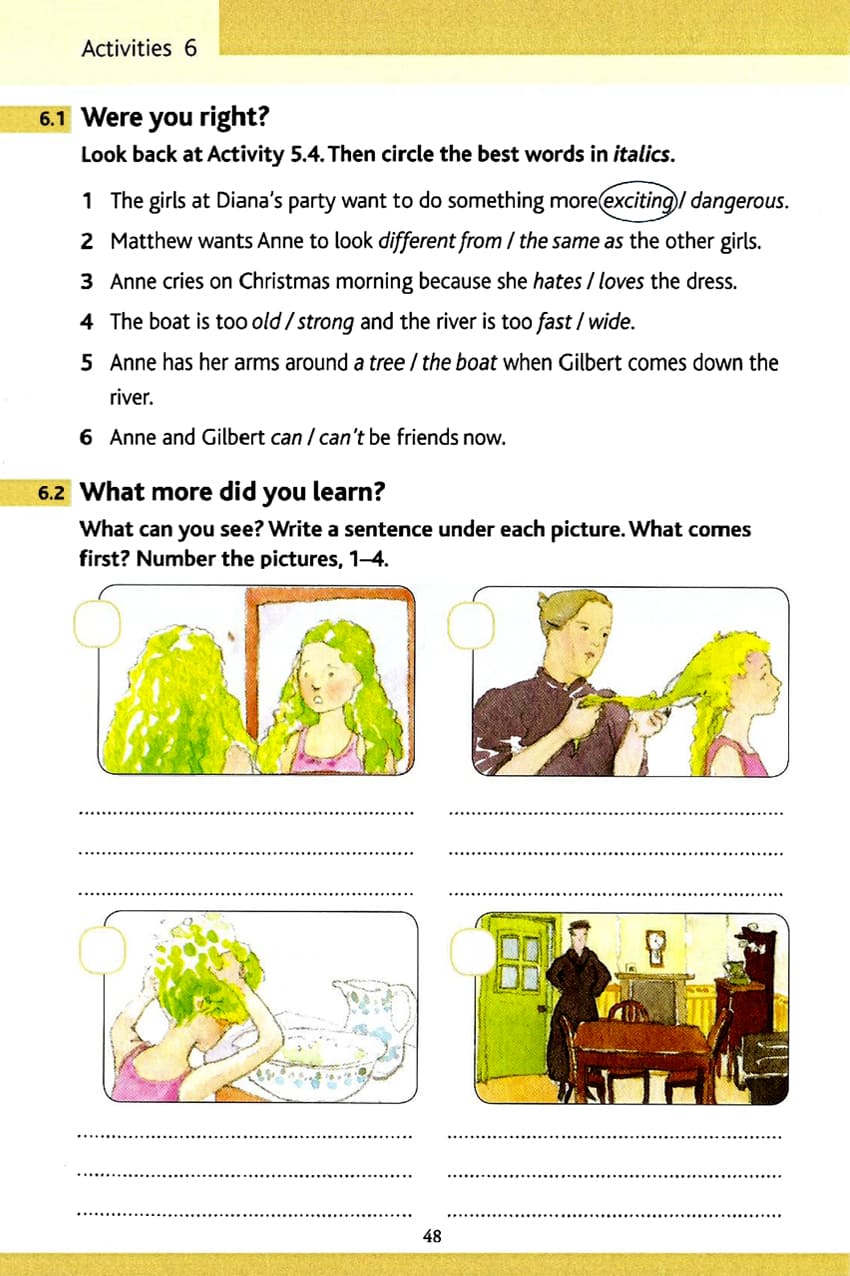 Activities 6
6.1 Were you right?
Look back at Activity 5.4. Then circle the best words in italics.
1 The girls at Diana's party want to do something more exciting / dangerous.
2 Matthew wants Anne to look different from / the same as the other girls.
3 Anne cries on Christmas morning because she hates / loves the dress.
4 The boat is too old / strong and the river is too fast / wide.
5 Anne has her arms around a tree / the boat when Gilbert comes down the
river.
6 Anne and Gilbert can / can't be friends now.
6.2 What more did you learn?
What can you see? Write a sentence under each picture. What comes
first? Number the pictures, 1–4.
48